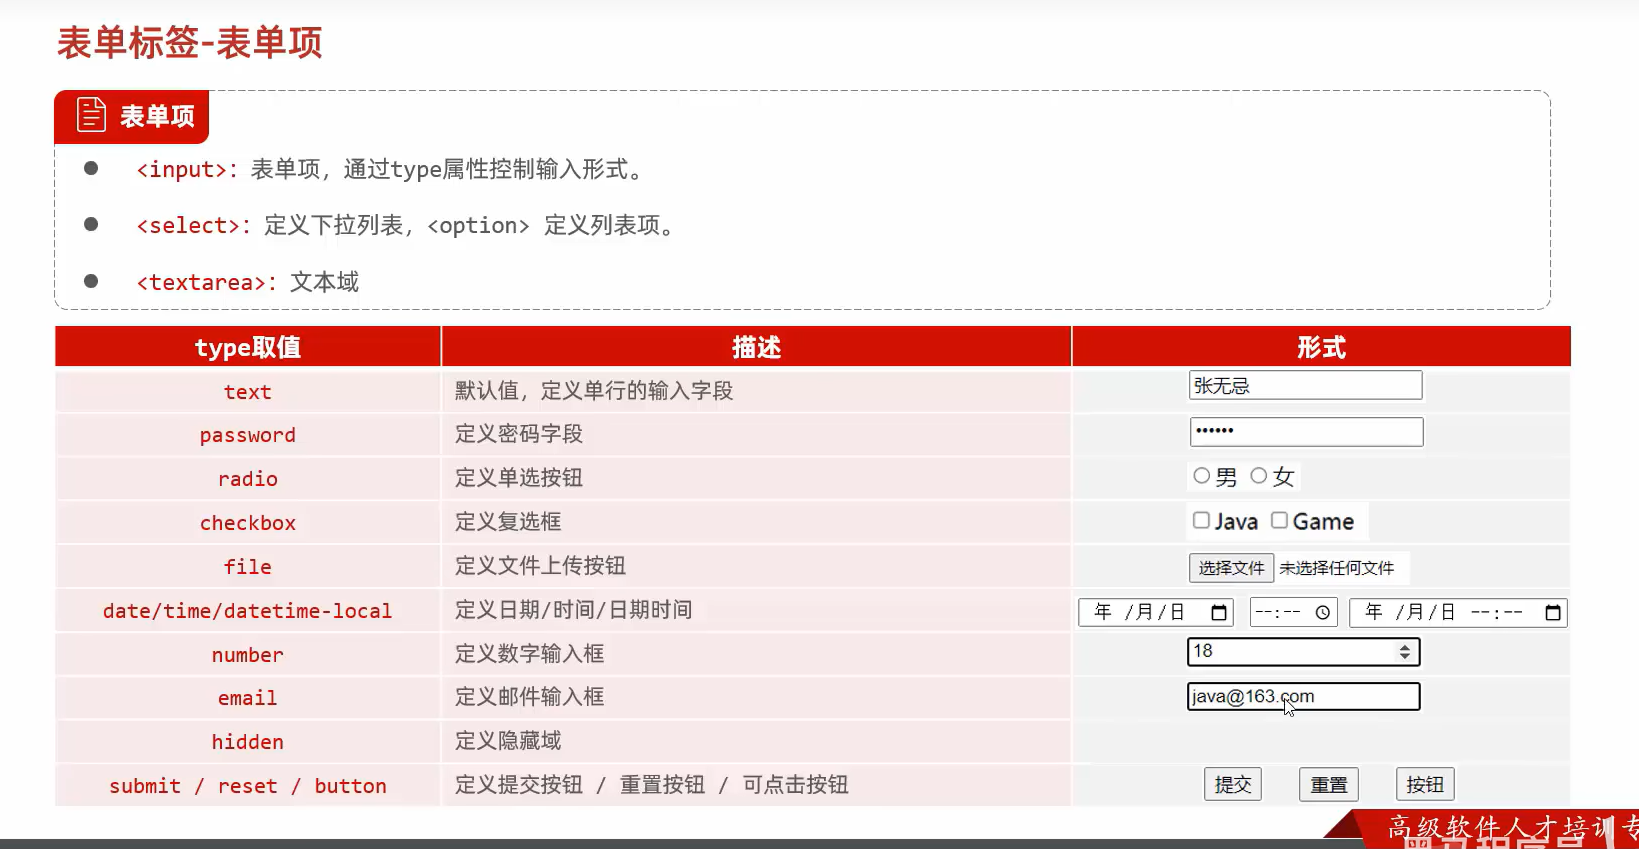 表单标签-表单项
表单项
<input>：表单项，通过type属性控制输入形式。
<select>：定义下拉列表，<option> 定义列表项。
<textarea>：文本域
type取值 描述 形式
text 默认值，定义单行的输入字段 张无忌
password 定义密码字段 ••••••
radio 定义单选按钮 男 女
checkbox 定义复选框 Java Game
file 定义文件上传按钮 选择文件 未选择任何文件
date/time/datetime-local 定义日期/时间/日期时间 年 /月/日 --:-- 年 /月/日 --:--
number 定义数字输入框 18
email 定义邮件输入框 java@163.com
hidden 定义隐藏域
submit / reset / button 定义提交按钮 / 重置按钮 / 可点击按钮 提交 重置 按钮
高级软件人才培训专